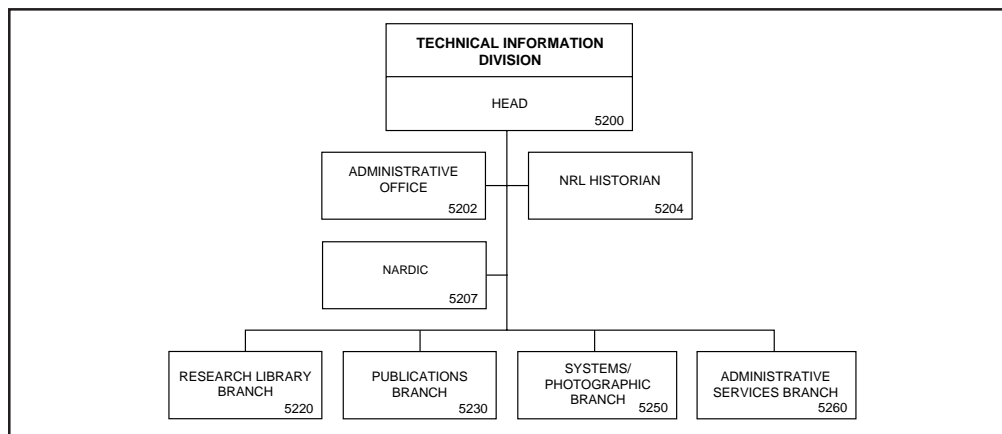 TECHNICAL INFORMATION
DIVISION
HEAD
5200
ADMINISTRATIVE
OFFICE
5202
NRL HISTORIAN
5204
NARDIC
5207
RESEARCH LIBRARY
BRANCH
5220
PUBLICATIONS
BRANCH
5230
SYSTEMS/
PHOTOGRAPHIC
BRANCH
5250
ADMINISTRATIVE
SERVICES BRANCH
5260